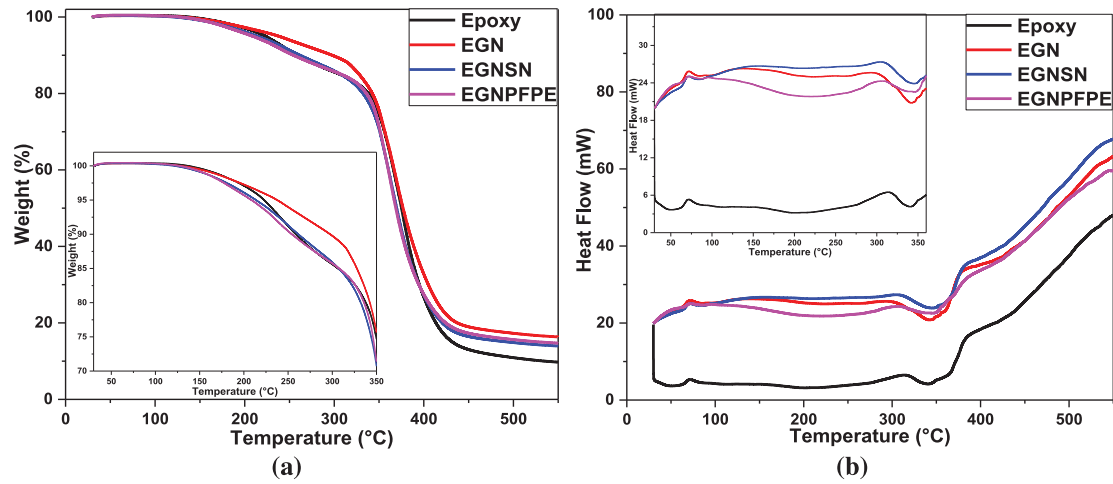 100
80
60
40
20
0
Weight (%)
Epoxy
EGN
EGNSN
EGNPFPE
100
95
90
85
80
75
70
Weight (%)
50 100 150 200 250 300 350
Temperature (°C)
0 100 200 300 400 500
Temperature (°C)
(a)
100
80
60
40
20
0
Heat Flow (mW)
30
24
18
12
6
0
Heat Flow (mW)
50 100 150 200 250 300 350
Temperature (°C)
Epoxy
EGN
EGNSN
EGNPFPE
0 100 200 300 400 500
Temperature (°C)
(b)